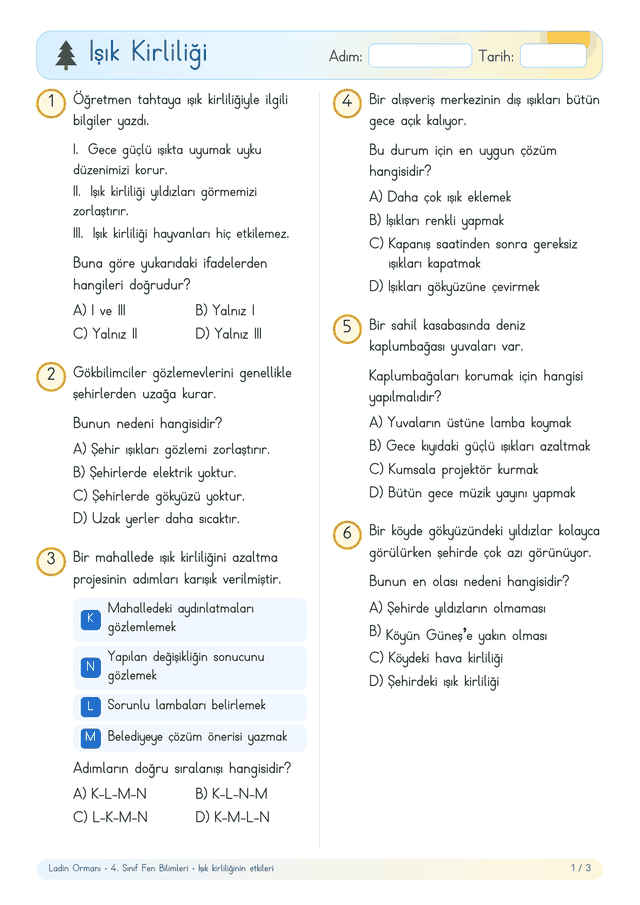 Işık Kirliliği
Adım:
Tarih:
1
Öğretmen tahtaya ışık kirliliğiyle ilgili
bilgiler yazdı.
I. Gece güçlü ışıkta uyumak uyku
düzenimizi korur.
II. Işık kirliliği yıldızları görmemizi
zorlaştırır.
III. Işık kirliliği hayvanları hiç etkilemez.
Buna göre yukarıdaki ifadelerden
hangileri doğrudur?
A) I ve III
B) Yalnız I
C) Yalnız II
D) Yalnız III
2
Gökbilimciler gözlemevlerini genellikle
şehirlerden uzağa kurar.
Bunun nedeni hangisidir?
A) Şehir ışıkları gözlemi zorlaştırır.
B) Şehirlerde elektrik yoktur.
C) Şehirlerde gökyüzü yoktur.
D) Uzak yerler daha sıcaktır.
3
Bir mahallede ışık kirliliğini azaltma
projesinin adımları karışık verilmiştir.
K
Mahalledeki aydınlatmaları
gözlemlemek
N
Yapılan değişikliğin sonucunu
gözlemek
L
Sorunlu lambaları belirlemek
M
Belediyeye çözüm önerisi yazmak
Adımların doğru sıralanışı hangisidir?
A) K-L-M-N
B) K-L-N-M
C) L-K-M-N
D) K-M-L-N
4
Bir alışveriş merkezinin dış ışıkları bütün
gece açık kalıyor.
Bu durum için en uygun çözüm
hangisidir?
A) Daha çok ışık eklemek
B) Işıkları renkli yapmak
C) Kapanış saatinden sonra gereksiz
ışıkları kapatmak
D) Işıkları gökyüzüne çevirmek
5
Bir sahil kasabasında deniz
kaplumbağası yuvaları var.
Kaplumbağaları korumak için hangisi
yapılmalıdır?
A) Yuvaların üstüne lamba koymak
B) Gece kıyıdaki güçlü ışıkları azaltmak
C) Kumsala projektör kurmak
D) Bütün gece müzik yayını yapmak
6
Bir köyde gökyüzündeki yıldızlar kolayca
görülürken şehirde çok azı görünüyor.
Bunun en olası nedeni hangisidir?
A) Şehirde yıldızların olmaması
B) Köyün Güneş'e yakın olması
C) Köydeki hava kirliliği
D) Şehirdeki ışık kirliliği
Ladin Ormanı • 4. Sınıf Fen Bilimleri • Işık kirliliğinin etkileri
1 / 3